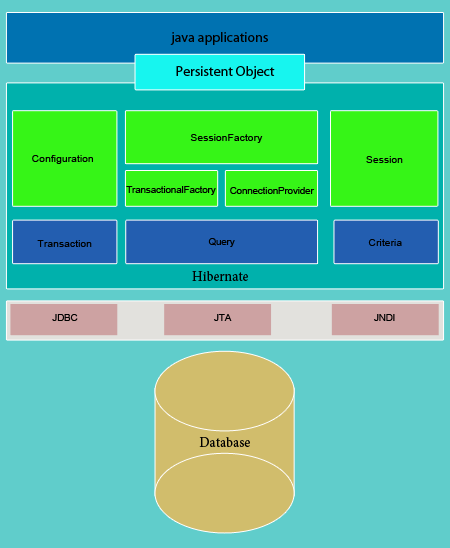 java applications
Persistent Object
Configuration
SessionFactory
Session
TransactionalFactory
ConnectionProvider
Transaction
Query
Criteria
Hibernate
JDBC
JTA
JNDI
Database